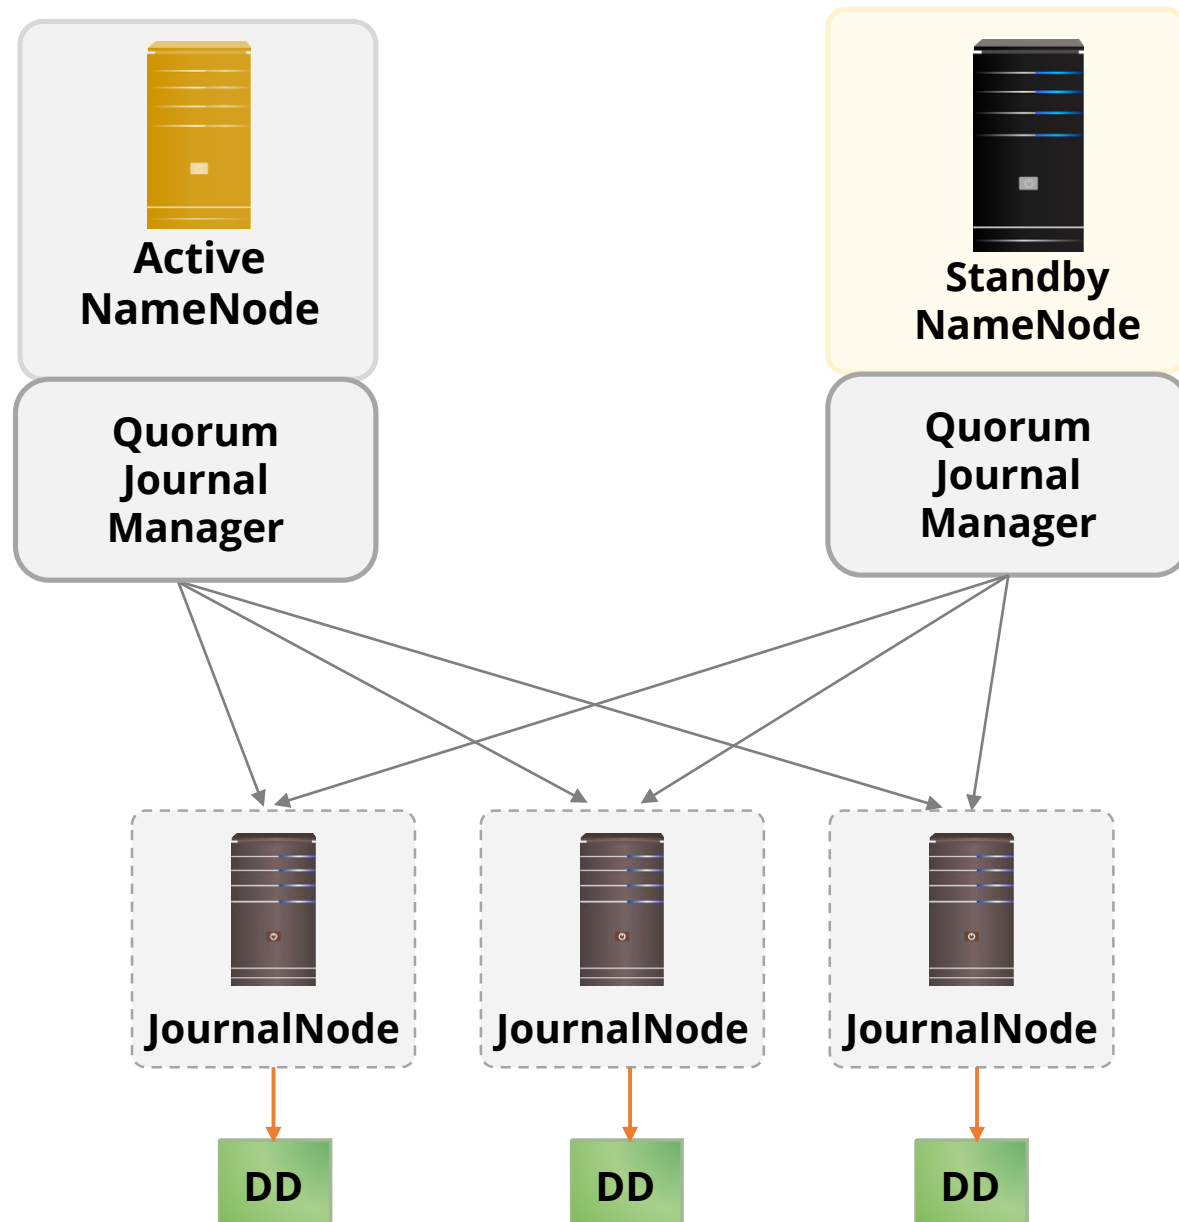 Active
NameNode
Standby
NameNode
Quorum
Journal
Manager
Quorum
Journal
Manager
JournalNode
JournalNode
JournalNode
DD
DD
DD